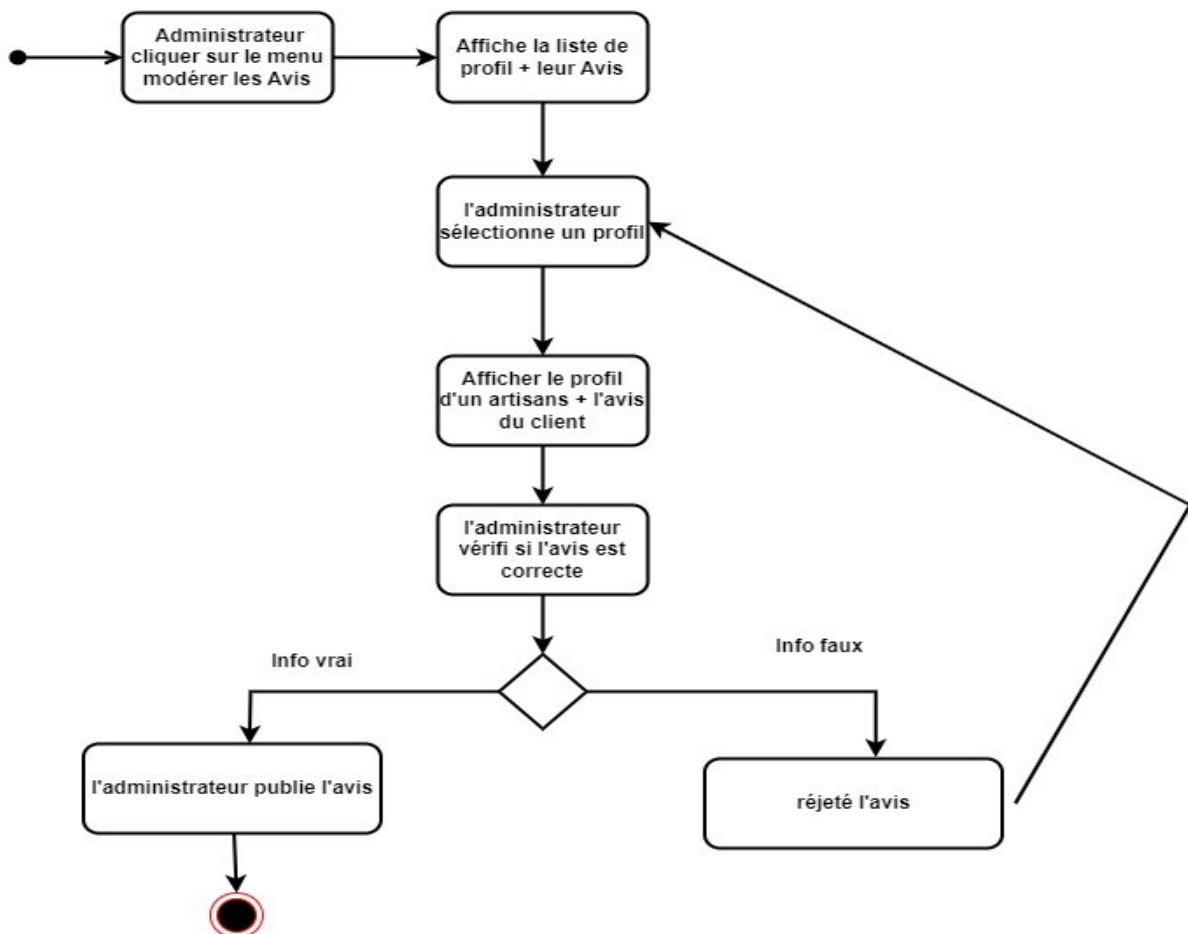 Administrateur
cliquer sur le menu
modérer les Avis
Affiche la liste de
profil + leur Avis
l'administrateur
sélectionne un profil
Afficher le profil
d'un artisans + l'avis
du client
l'administrateur
vérifi si l'avis est
correcte
Info vrai
Info faux
l'administrateur publie l'avis
réjeté l'avis